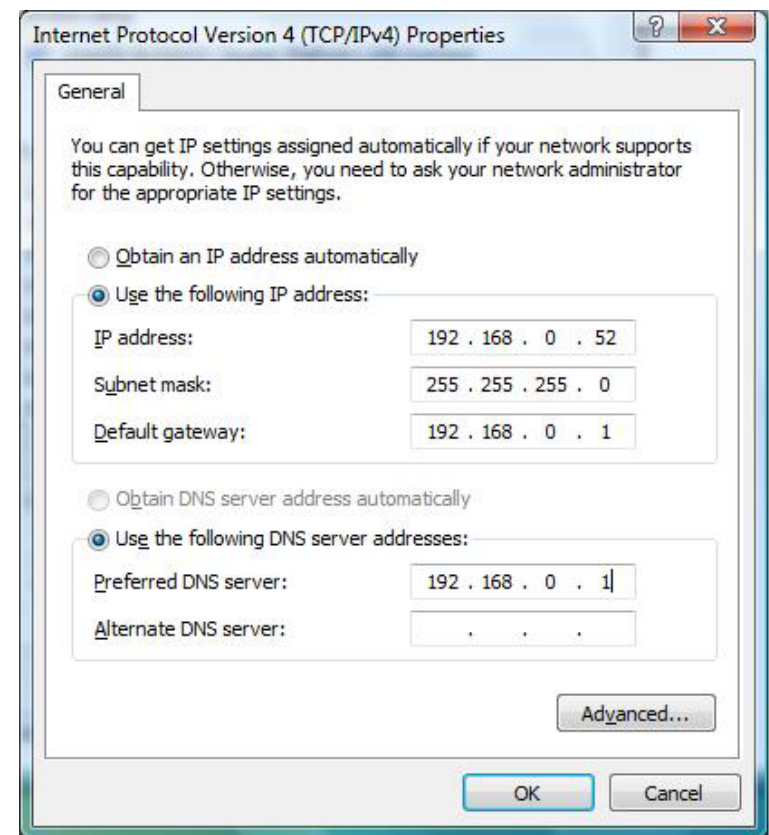 Internet Protocol Version 4 (TCP/IPv4) Properties
General
You can get IP settings assigned automatically if your network supports
this capability. Otherwise, you need to ask your network administrator
for the appropriate IP settings.
Obtain an IP address automatically
Use the following IP address:
IP address: 192 . 168 . 0 . 52
Subnet mask: 255 . 255 . 255 . 0
Default gateway: 192 . 168 . 0 . 1
Obtain DNS server address automatically
Use the following DNS server addresses:
Preferred DNS server: 192 . 168 . 0 . 1
Alternate DNS server: . . .
Advanced...
OK Cancel